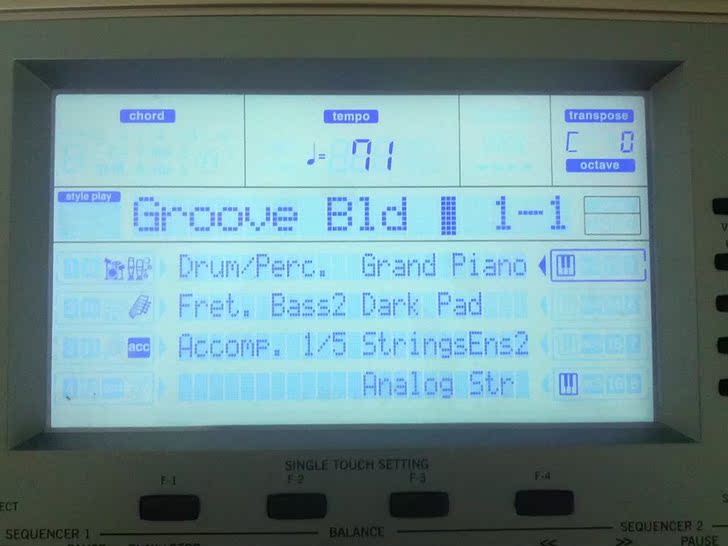 chord tempo transpose
♩= 71 C 0
octave
style play
Groove Bld 1-1
Drum/Perc. Grand Piano
Fret. Bass2 Dark Pad
acc Accomp. 1/5 StringsEns2
Analog Str
SINGLE TOUCH SETTING
F-1 F-2 F-3 F-4
ECT
SEQUENCER 1 BALANCE SEQUENCER 2
<< >> PAUSE